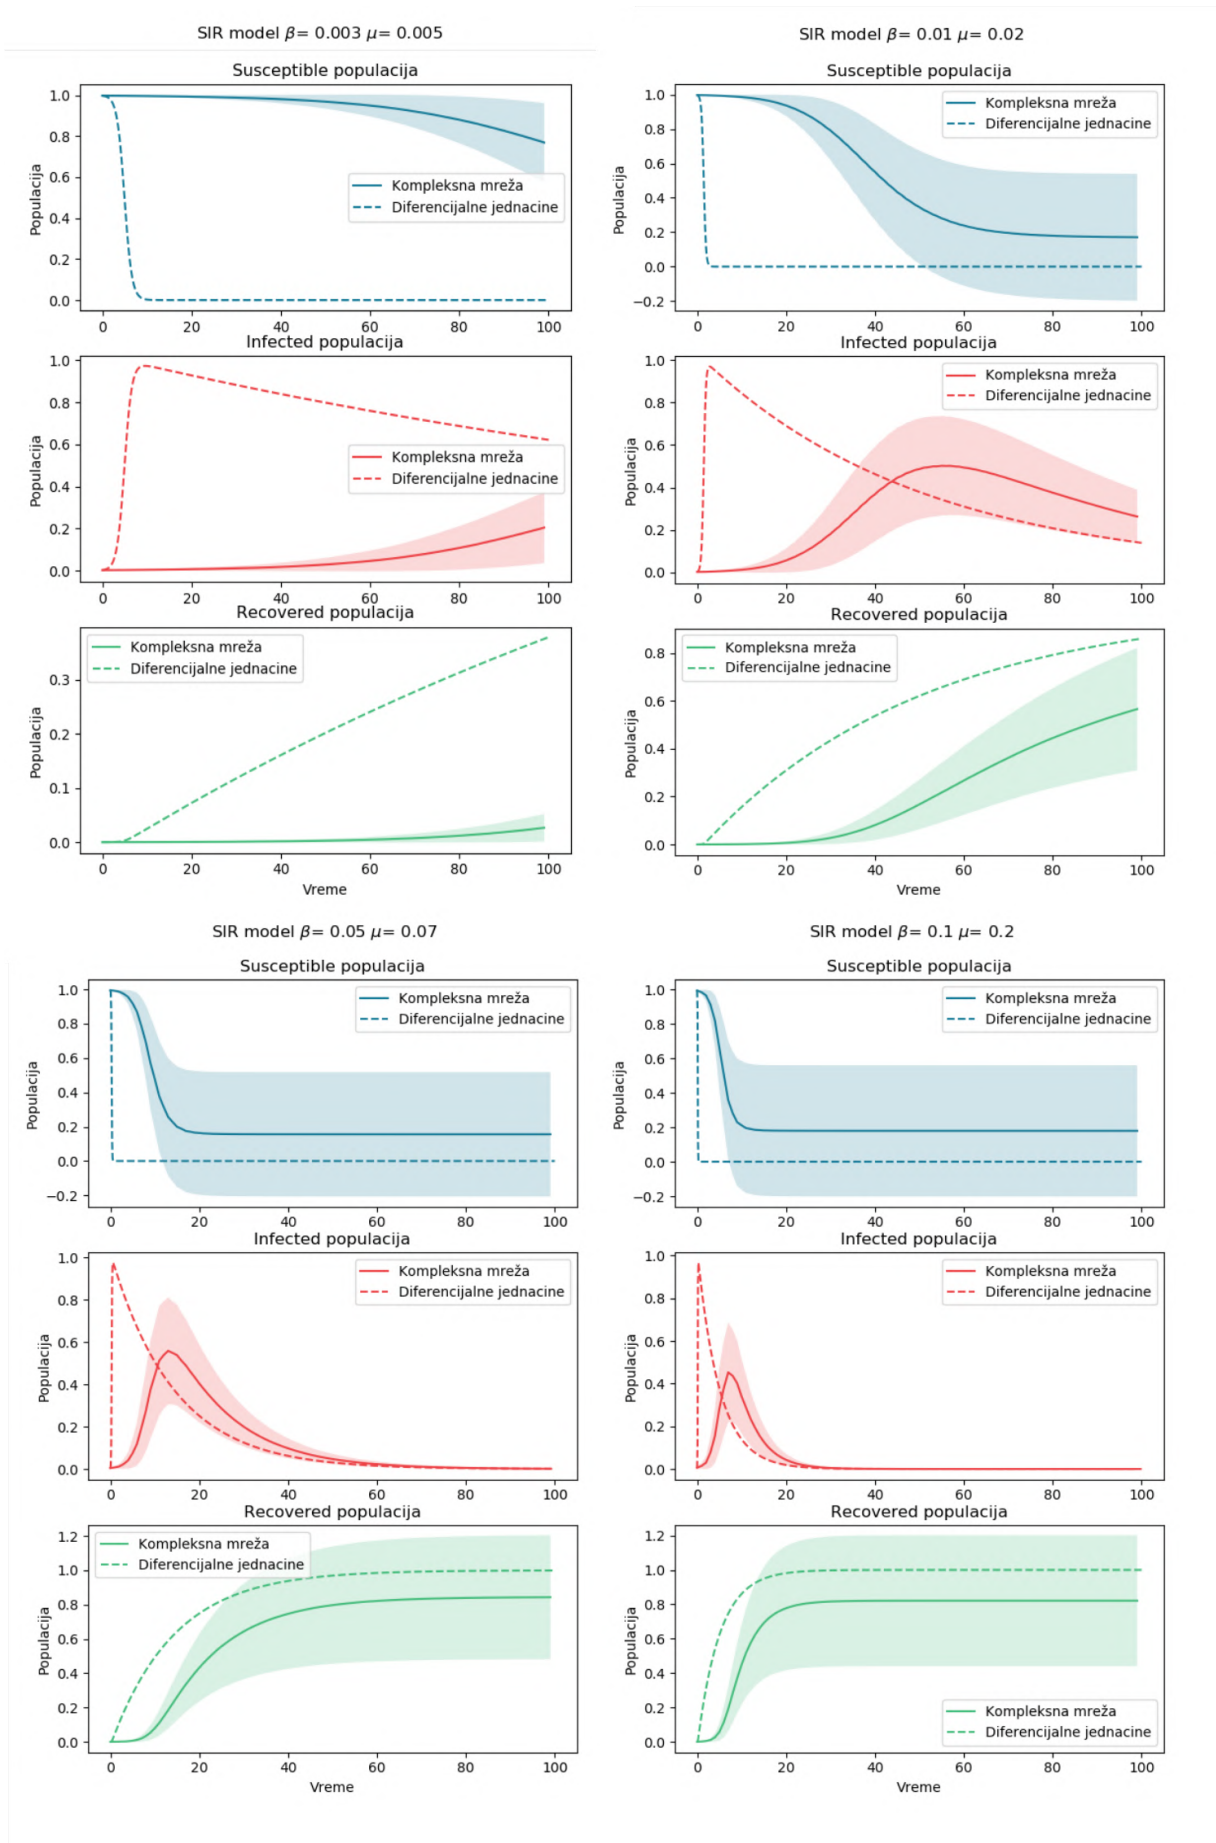 SIR model β= 0.003 μ= 0.005
Susceptible populacija
1.0
0.8
0.6
0.4
0.2
0.0
Populacija
Kompleksna mreža
Diferencijalne jednacine
0 20 40 60 80 100
Infected populacija
1.0
0.8
0.6
0.4
0.2
0.0
Populacija
Kompleksna mreža
Diferencijalne jednacine
0 20 40 60 80 100
Recovered populacija
0.3
0.2
0.1
0.0
Populacija
Kompleksna mreža
Diferencijalne jednacine
0 20 40 60 80 100
Vreme
SIR model β= 0.01 μ= 0.02
Susceptible populacija
1.0
0.8
0.6
0.4
0.2
0.0
−0.2
Populacija
Kompleksna mreža
Diferencijalne jednacine
0 20 40 60 80 100
Infected populacija
1.0
0.8
0.6
0.4
0.2
0.0
Populacija
Kompleksna mreža
Diferencijalne jednacine
0 20 40 60 80 100
Recovered populacija
0.8
0.6
0.4
0.2
0.0
Populacija
Kompleksna mreža
Diferencijalne jednacine
0 20 40 60 80 100
Vreme
SIR model β= 0.05 μ= 0.07
Susceptible populacija
1.0
0.8
0.6
0.4
0.2
0.0
−0.2
Populacija
Kompleksna mreža
Diferencijalne jednacine
0 20 40 60 80 100
Infected populacija
1.0
0.8
0.6
0.4
0.2
0.0
Populacija
Kompleksna mreža
Diferencijalne jednacine
0 20 40 60 80 100
Recovered populacija
1.2
1.0
0.8
0.6
0.4
0.2
0.0
Populacija
Kompleksna mreža
Diferencijalne jednacine
0 20 40 60 80 100
Vreme
SIR model β= 0.1 μ= 0.2
Susceptible populacija
1.0
0.8
0.6
0.4
0.2
0.0
−0.2
Populacija
Kompleksna mreža
Diferencijalne jednacine
0 20 40 60 80 100
Infected populacija
1.0
0.8
0.6
0.4
0.2
0.0
Populacija
Kompleksna mreža
Diferencijalne jednacine
0 20 40 60 80 100
Recovered populacija
1.2
1.0
0.8
0.6
0.4
0.2
0.0
Populacija
Kompleksna mreža
Diferencijalne jednacine
0 20 40 60 80 100
Vreme